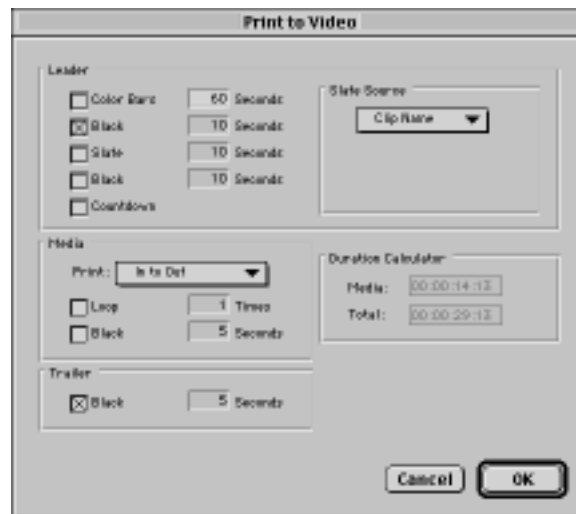 Print to Video
Leader
Color Bars 60 Seconds
Black 10 Seconds
Slate 10 Seconds
Black 10 Seconds
Countdown
Slate Source
Clip Name
Media
Print: In to Out
Loop 1 Times
Black 5 Seconds
Duration Calculator
Media: 00:00:14:13
Total: 00:00:29:13
Trailer
Black 5 Seconds
Cancel
OK